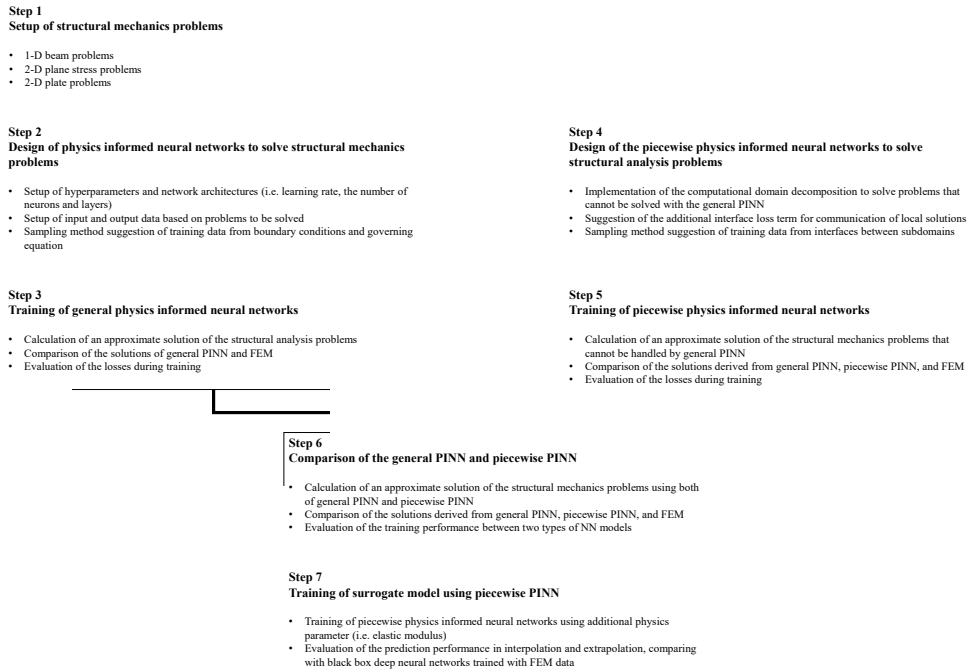 Step 1
Setup of structural mechanics problems
• 1-D beam problems
• 2-D plane stress problems
• 2-D plate problems
Step 2
Design of physics informed neural networks to solve structural mechanics
problems
• Setup of hyperparameters and network architectures (i.e. learning rate, the number of
neurons and layers)
• Setup of input and output data based on problems to be solved
• Sampling method suggestion of training data from boundary conditions and governing
equation
Step 3
Training of general physics informed neural networks
• Calculation of an approximate solution of the structural analysis problems
• Comparison of the solutions of general PINN and FEM
• Evaluation of the losses during training
Step 4
Design of the piecewise physics informed neural networks to solve
structural analysis problems
• Implementation of the computational domain decomposition to solve problems that
cannot be solved with the general PINN
• Suggestion of the additional interface loss term for communication of local solutions
• Sampling method suggestion of training data from interfaces between subdomains
Step 5
Training of piecewise physics informed neural networks
• Calculation of an approximate solution of the structural mechanics problems that
cannot be handled by general PINN
• Comparison of the solutions derived from general PINN, piecewise PINN, and FEM
• Evaluation of the losses during training
Step 6
Comparison of the general PINN and piecewise PINN
• Calculation of an approximate solution of the structural mechanics problems using both
of general PINN and piecewise PINN
• Comparison of the solutions derived from general PINN, piecewise PINN, and FEM
• Evaluation of the training performance between two types of NN models
Step 7
Training of surrogate model using piecewise PINN
• Training of piecewise physics informed neural networks using additional physics
parameter (i.e. elastic modulus)
• Evaluation of the prediction performance in interpolation and extrapolation, comparing
with black box deep neural networks trained with FEM data